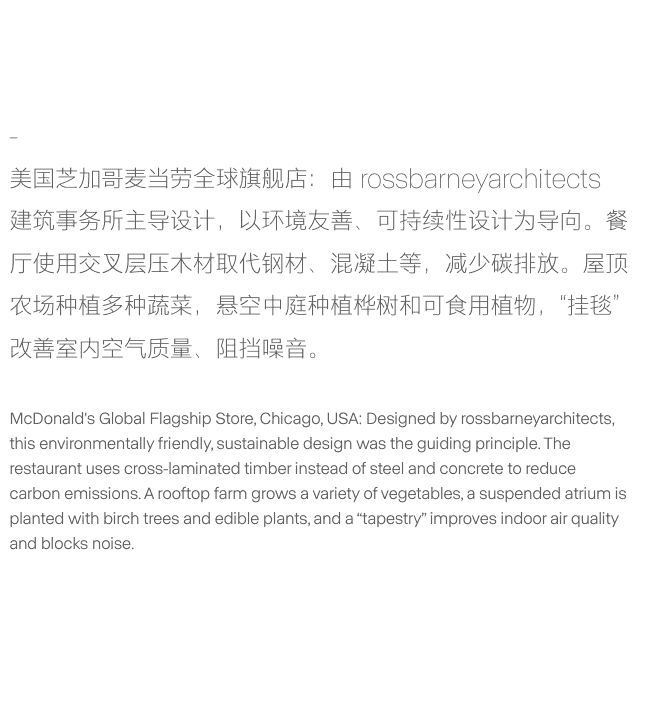 –
美国芝加哥麦当劳全球旗舰店：由 rossbarneyarchitects
建筑事务所主导设计，以环境友善、可持续性设计为导向。餐
厅使用交叉层压木材取代钢材、混凝土等，减少碳排放。屋顶
农场种植多种蔬菜，悬空中庭种植桦树和可食用植物，“挂毯”
改善室内空气质量、阻挡噪音。
McDonald's Global Flagship Store, Chicago, USA: Designed by rossbarneyarchitects,
this environmentally friendly, sustainable design was the guiding principle. The
restaurant uses cross-laminated timber instead of steel and concrete to reduce
carbon emissions. A rooftop farm grows a variety of vegetables, a suspended atrium is
planted with birch trees and edible plants, and a “tapestry” improves indoor air quality
and blocks noise.